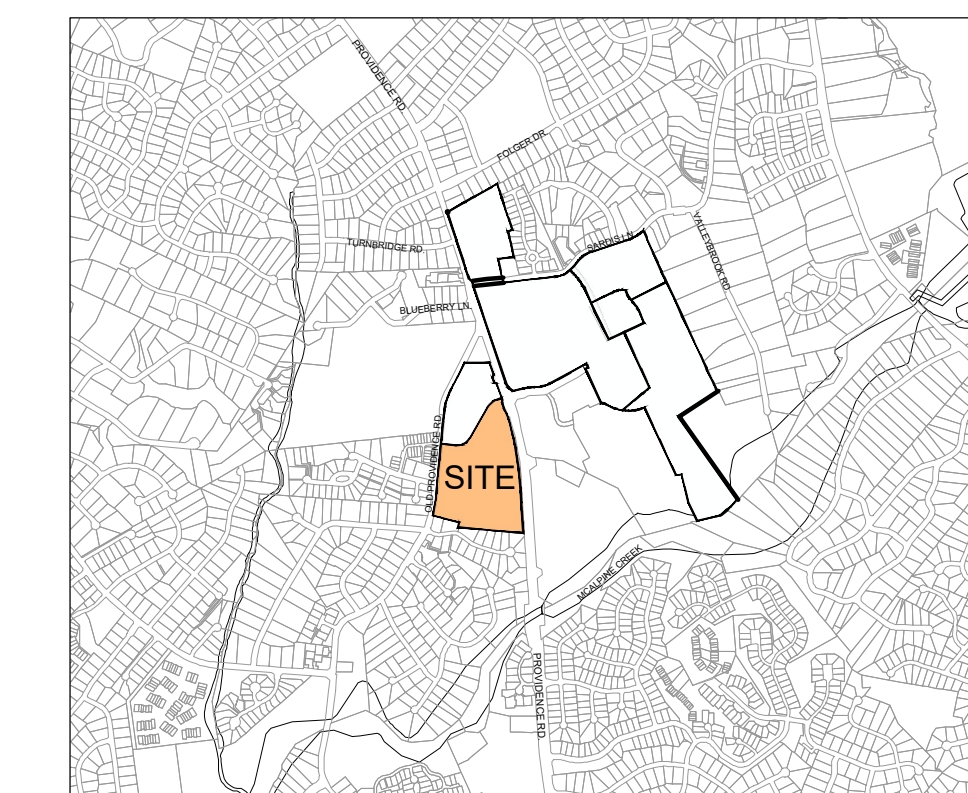 PROVIDENCE RD
FOLGER DR
TURNBRIDGE RD
SARDIS LN
VALLEYBROOK RD
BLUEBERRY LN
OLD PROVIDENCE RD
SITE
MCALPINE CREEK
PROVIDENCE RD